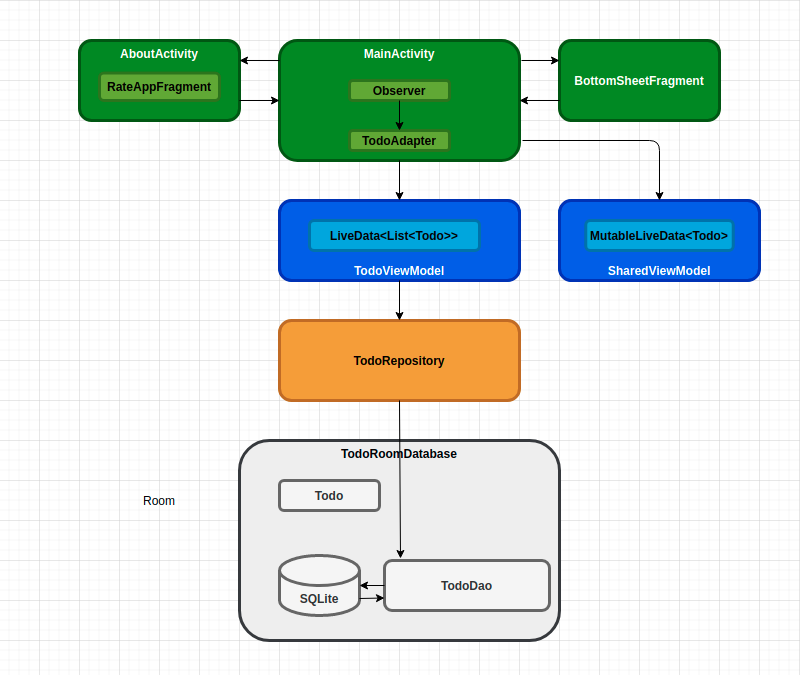 AboutActivity
RateAppFragment
MainActivity
Observer
TodoAdapter
BottomSheetFragment
LiveData<List<Todo>>
TodoViewModel
MutableLiveData<Todo>
SharedViewModel
TodoRepository
TodoRoomDatabase
Room
Todo
SQLite
TodoDao